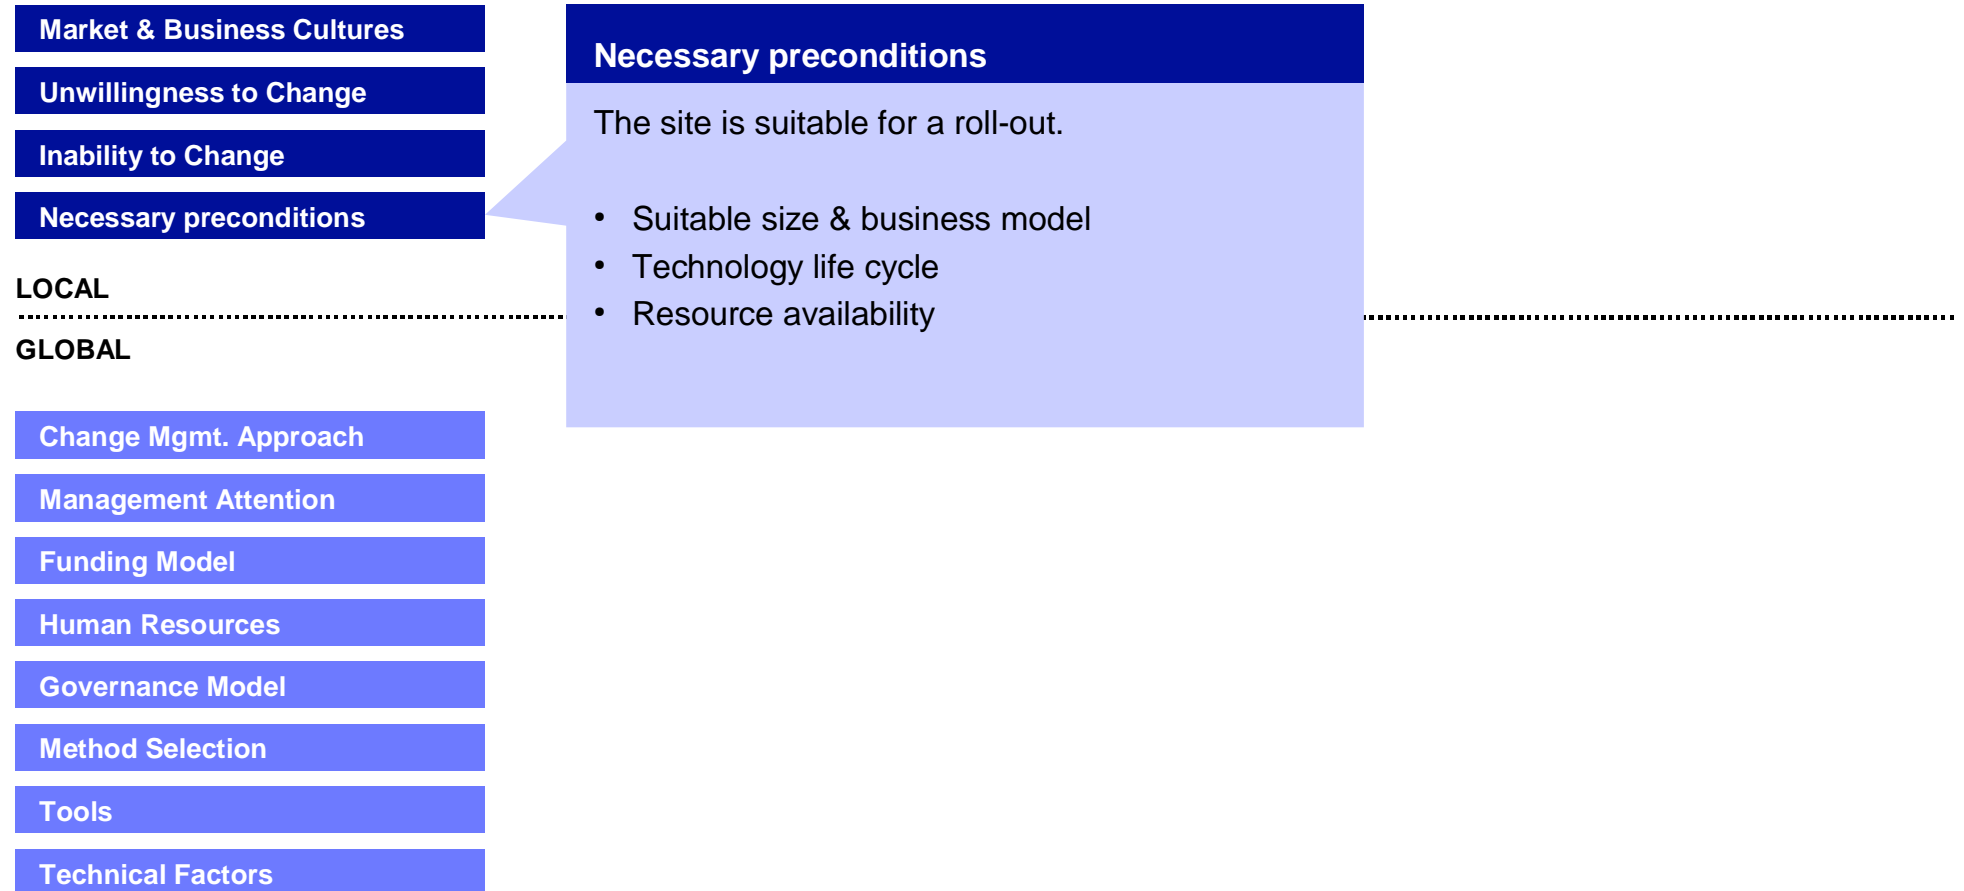 Market & Business Cultures
Unwillingness to Change
Inability to Change
Necessary preconditions
LOCAL
GLOBAL
Change Mgmt. Approach
Management Attention
Funding Model
Human Resources
Governance Model
Method Selection
Tools
Technical Factors
Necessary preconditions
The site is suitable for a roll-out.
• Suitable size & business model
• Technology life cycle
• Resource availability